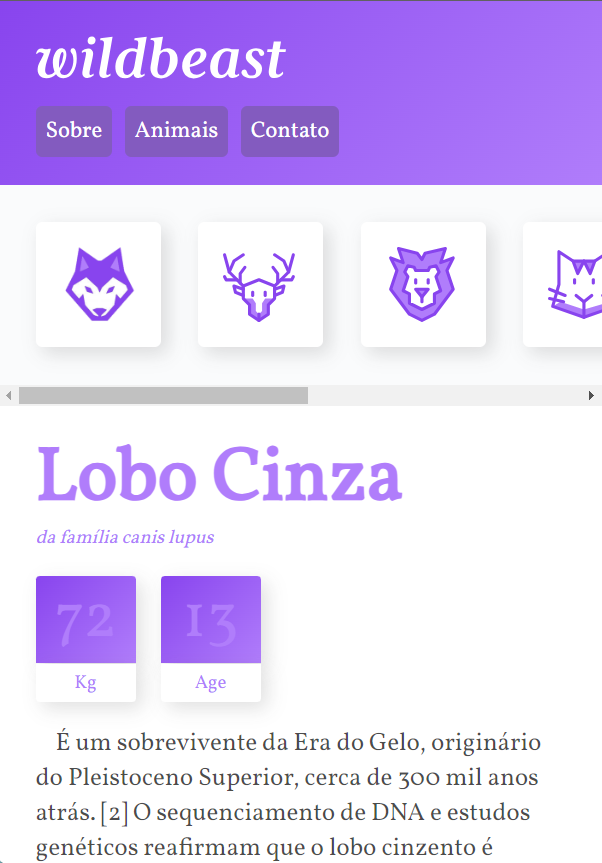 wildbeast
Sobre Animais Contato
Lobo Cinza
da família canis lupus
72 13
Kg Age
É um sobrevivente da Era do Gelo, originário
do Pleistoceno Superior, cerca de 300 mil anos
atrás. [2] O sequenciamento de DNA e estudos
genéticos reafirmam que o lobo cinzento é